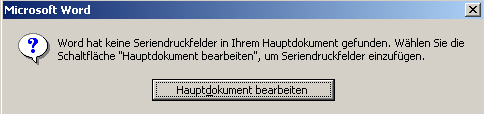 Microsoft Word
Word hat keine Seriendruckfelder in Ihrem Hauptdokument gefunden. Wählen Sie die
Schaltfläche "Hauptdokument bearbeiten", um Seriendruckfelder einzufügen.
Hauptdokument bearbeiten